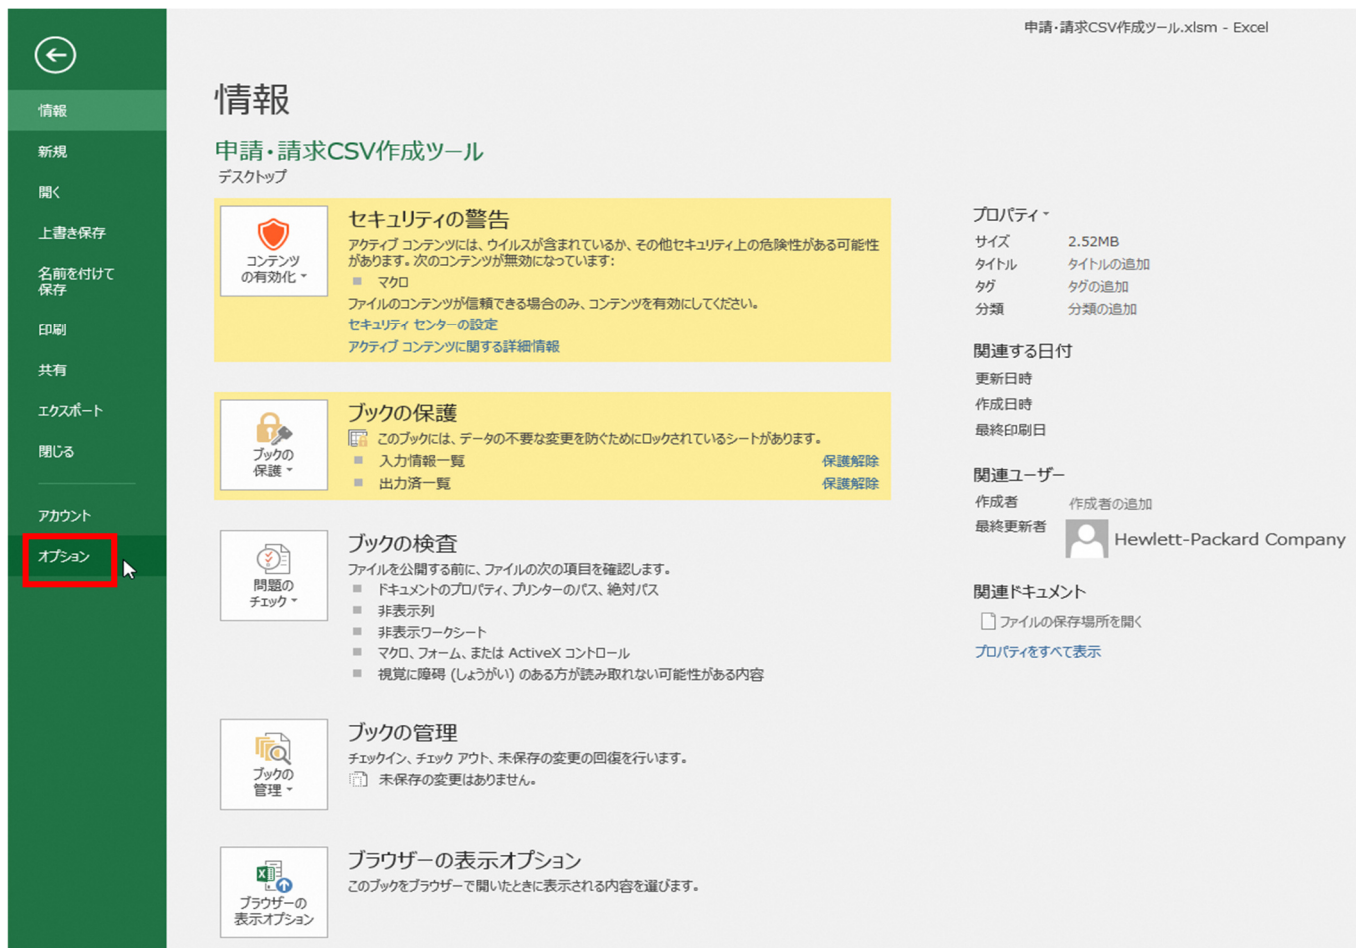 申請・請求CSV作成ツール.xlsm - Excel
情報
新規
開く
上書き保存
名前を付けて
保存
印刷
共有
エクスポート
閉じる
アカウント
オプション
情報
申請・請求CSV作成ツール
デスクトップ
コンテンツ
の有効化
セキュリティの警告
アクティブ コンテンツには、ウイルスが含まれているか、その他セキュリティ上の危険性がある可能性
があります。次のコンテンツが無効になっています:
マクロ
ファイルのコンテンツが信頼できる場合のみ、コンテンツを有効にしてください。
セキュリティ センターの設定
アクティブ コンテンツに関する詳細情報
ブックの
保護
ブックの保護
このブックには、データの不要な変更を防ぐためにロックされているシートがあります。
入力情報一覧 保護解除
出力済一覧 保護解除
問題の
チェック
ブックの検査
ファイルを公開する前に、ファイルの次の項目を確認します。
ドキュメントのプロパティ、プリンターのパス、絶対パス
非表示列
非表示ワークシート
マクロ、フォーム、または ActiveX コントロール
視覚に障碍 (しょうがい) のある方が読み取れない可能性がある内容
ブックの
管理
ブックの管理
チェックイン、チェック アウト、未保存の変更の回復を行います。
未保存の変更はありません。
ブラウザーの
表示オプション
ブラウザーの表示オプション
このブックをブラウザーで開いたときに表示される内容を選びます。
プロパティ
サイズ 2.52MB
タイトル タイトルの追加
タグ タグの追加
分類 分類の追加
関連する日付
更新日時
作成日時
最終印刷日
関連ユーザー
作成者 作成者の追加
最終更新者 Hewlett-Packard Company
関連ドキュメント
ファイルの保存場所を開く
プロパティをすべて表示